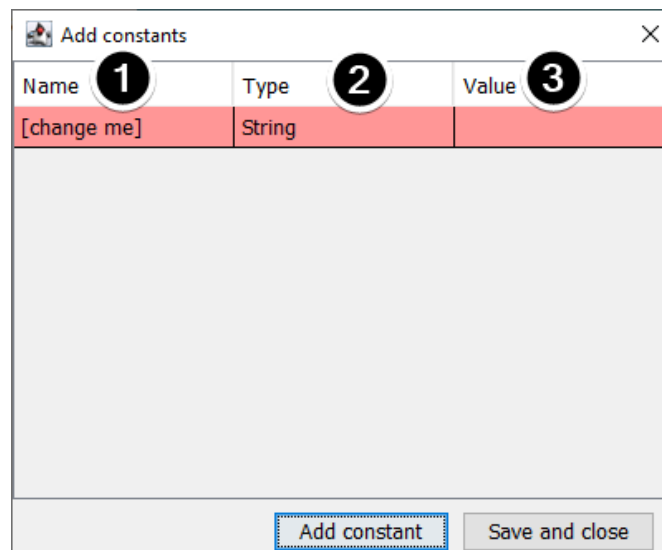 Add constants
Name 1 Type 2 Value 3
[change me] String
Add constant Save and close